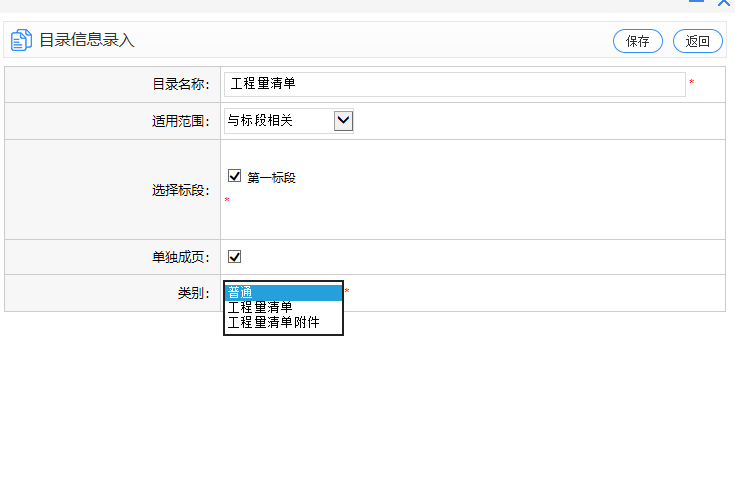 目录信息录入 保存 返回
目录名称： 工程量清单 *
适用范围： 与标段相关
选择标段： 第一标段
*
单独成页：
类别： 普通 *
工程量清单
工程量清单附件